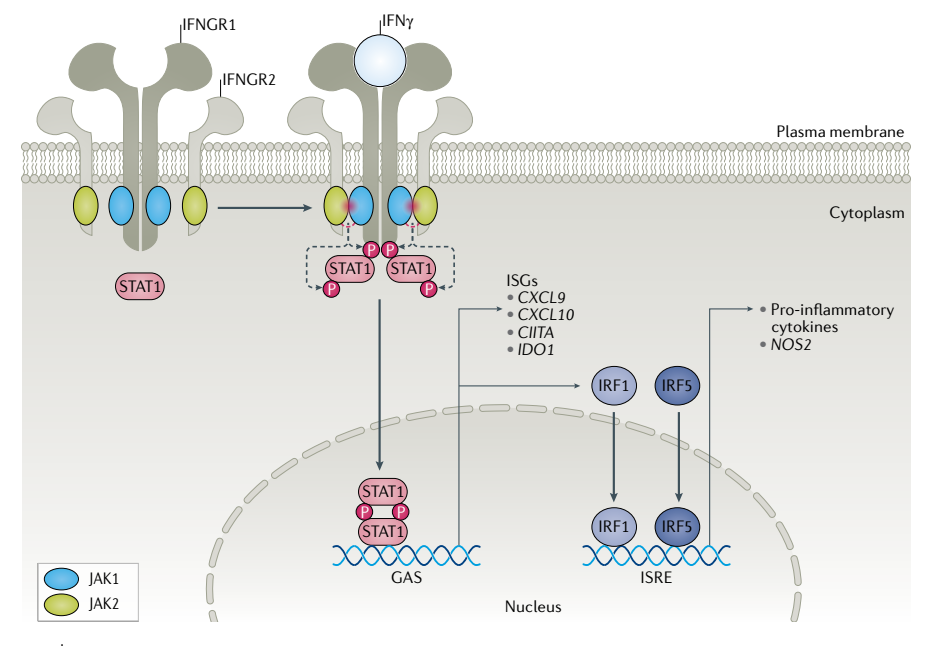 IFNGR1
IFNγ
IFNGR2
Plasma membrane
Cytoplasm
P P
STAT1 STAT1
P P
STAT1
ISGs
• CXCL9
• CXCL10
• CIITA
• IDO1
• Pro-inflammatory
cytokines
• NOS2
IRF1 IRF5
STAT1
P P
STAT1
IRF1 IRF5
GAS
ISRE
Nucleus
JAK1
JAK2